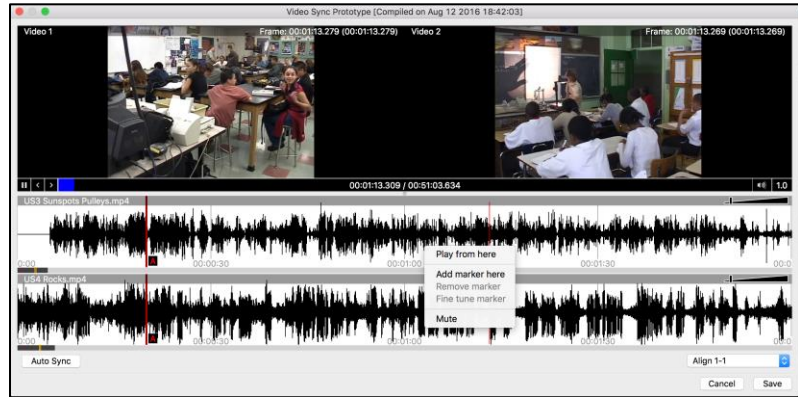 Video Sync Prototype [Compiled on Aug 12 2016 18:42:03]
Video 1 Frame: 00:01:13.279 (00:01:13.279) Video 2 Frame: 00:01:13.269 (00:01:13.269)
00:01:13.309 / 00:51:03.634 1.0
US3 Sunspots Pulleys.mp4
0:00 00:00:30 00:01:00 00:01:30 00:0
Play from here
Add marker here
Remove marker
Fine tune marker
Mute
US4 Rocks.mp4
0:00 00:00:30 00:01:00 00:01:30 00:0
Auto Sync Align 1-1
Cancel Save